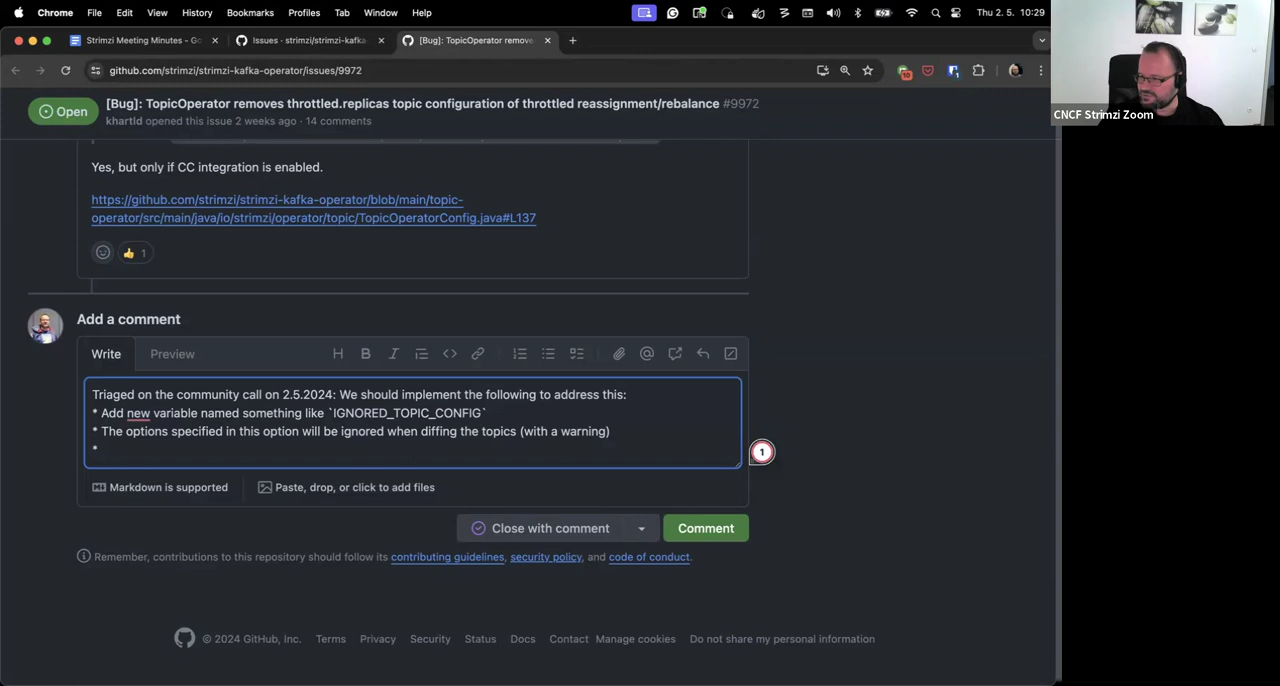 Chrome File Edit View History Bookmarks Profiles Tab Window Help Thu 2. 5. 10:29
Strimzi Meeting Minutes - Go
Issues · strimzi/strimzi-kafka
[Bug]: TopicOperator remove
github.com/strimzi/strimzi-kafka-operator/issues/9972
10
1
CNCF Strimzi Zoom
Open
[Bug]: TopicOperator removes throttled.replicas topic configuration of throttled reassignment/rebalance #9972
khartld opened this issue 2 weeks ago · 14 comments
Yes, but only if CC integration is enabled.
https://github.com/strimzi/strimzi-kafka-operator/blob/main/topic-
operator/src/main/java/io/strimzi/operator/topic/TopicOperatorConfig.java#L137
👍 1
Add a comment
Write Preview
Triaged on the community call on 2.5.2024: We should implement the following to address this:
* Add new variable named something like `IGNORED_TOPIC_CONFIG`
* The options specified in this option will be ignored when diffing the topics (with a warning)
*
1
Markdown is supported
Paste, drop, or click to add files
Close with comment
Comment
Remember, contributions to this repository should follow its contributing guidelines, security policy, and code of conduct.
© 2024 GitHub, Inc. Terms Privacy Security Status Docs Contact Manage cookies Do not share my personal information